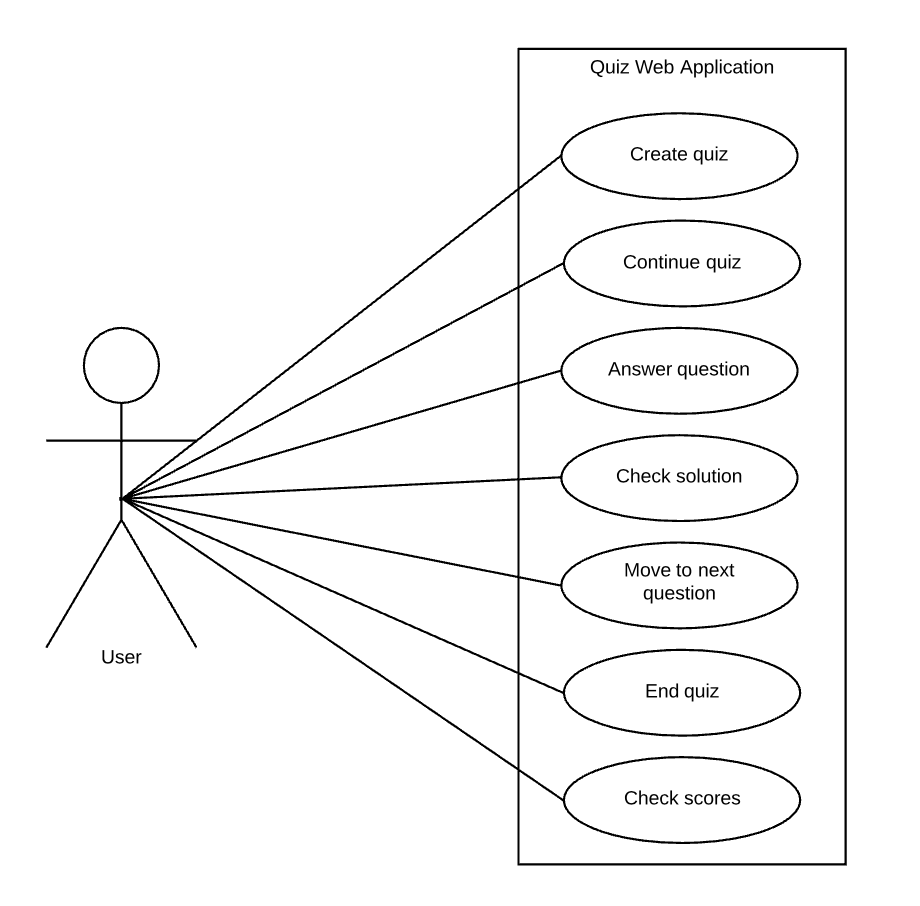 Quiz Web Application
Create quiz
Continue quiz
Answer question
Check solution
Move to next
question
End quiz
Check scores
User